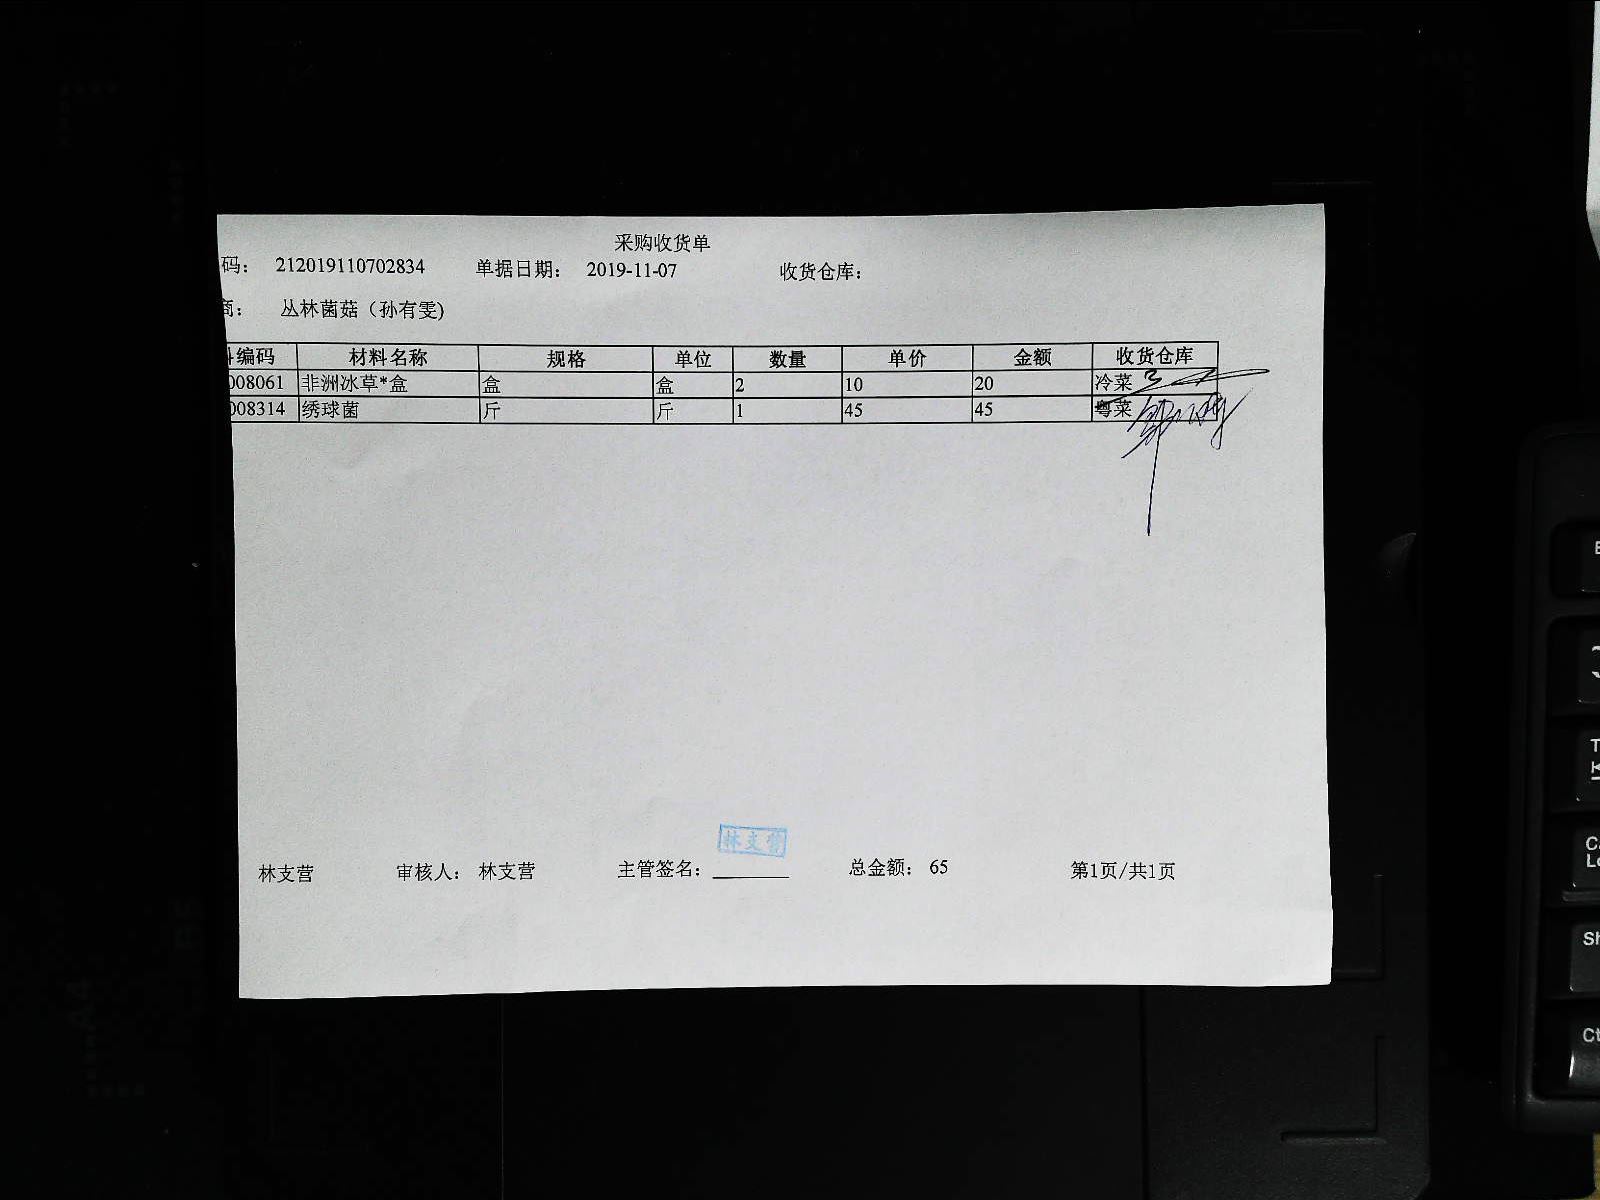 采购收货单
码： 212019110702834 单据日期： 2019-11-07 收货仓库：
商： 丛林菌菇（孙有雯)
编码 材料名称 规格 单位 数量 单价 金额 收货仓库
008061 非洲冰草*盒 盒 盒 2 10 20 冷菜
008314 绣球菌 斤 斤 1 45 45 粤菜
林支营
林支营 审核人： 林支营 主管签名： 总金额： 65 第1页/共1页
A4
Sh
Ct